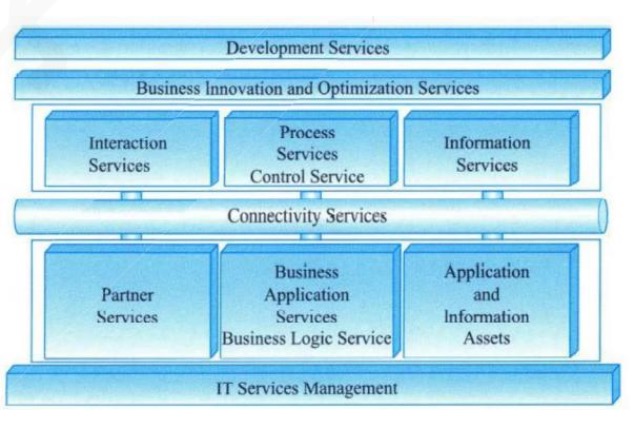 Development Services
Business Innovation and Optimization Services
Interaction
Services
Process
Services
Control Service
Information
Services
Connectivity Services
Partner
Services
Business
Application
Services
Business Logic Service
Application
and
Information
Assets
IT Services Management